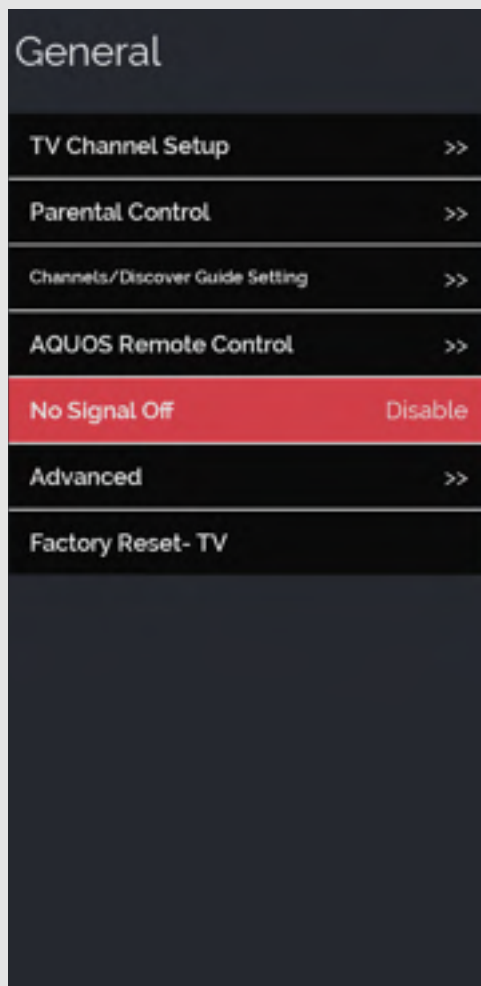 General
TV Channel Setup >>
Parental Control >>
Channels/Discover Guide Setting >>
AQUOS Remote Control >>
No Signal Off Disable
Advanced >>
Factory Reset- TV